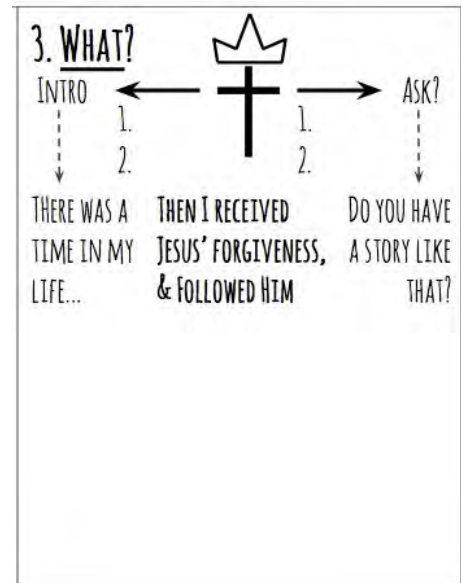 3. WHAT?
INTRO
ASK?
1.
2.
1.
2.
THERE WAS A
TIME IN MY
LIFE...
THEN I RECEIVED
JESUS' FORGIVENESS,
& FOLLOWED HIM
DO YOU HAVE
A STORY LIKE
THAT?